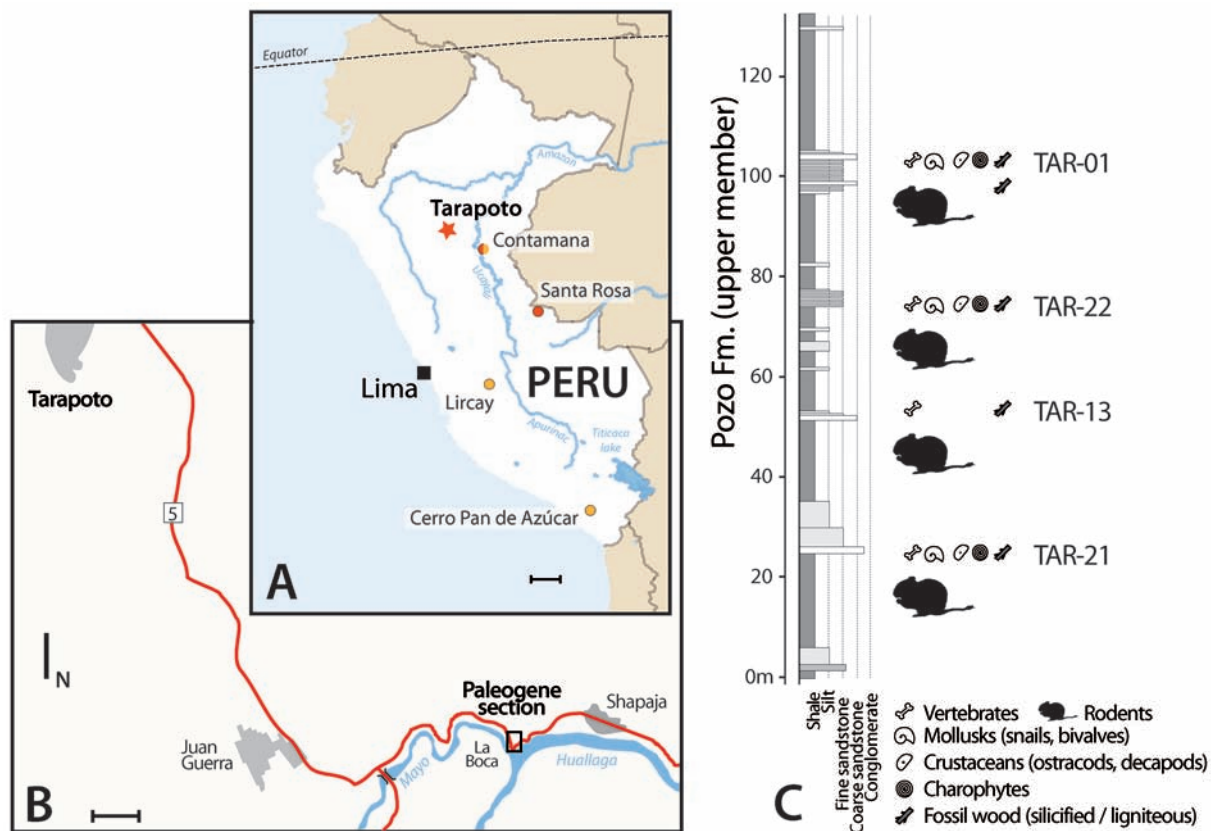 Equator
Amazan
Tarapoto
Contamana
Ucayali
Santa Rosa
PERU
Lima
Lircay
Apurinac
Titicaca
lake
Cerro Pan de Azúcar
A
Tarapoto
5
N
Paleogene
section
Shapaja
Juan
Guerra
Mayo
La
Boca
Huallaga
B
Pozo Fm. (upper member)
120
100
80
60
40
20
0m
TAR-01
TAR-22
TAR-13
TAR-21
Shale
Silt
Fine sandstone
Coarse sandstone
Conglomerate
Vertebrates
Rodents
Mollusks (snails, bivalves)
Crustaceans (ostracods, decapods)
Charophytes
Fossil wood (silicified / ligniteous)
C